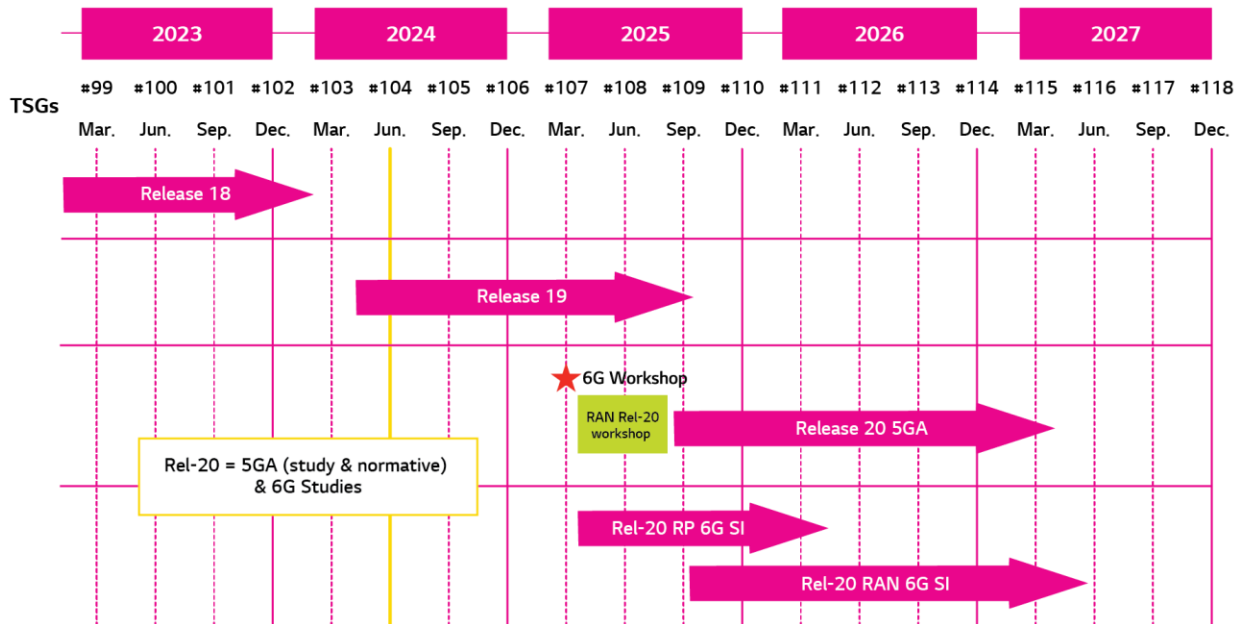 2023 2024 2025 2026 2027
TSGs
#99 #100 #101 #102 #103 #104 #105 #106 #107 #108 #109 #110 #111 #112 #113 #114 #115 #116 #117 #118
Mar. Jun. Sep. Dec. Mar. Jun. Sep. Dec. Mar. Jun. Sep. Dec. Mar. Jun. Sep. Dec. Mar. Jun. Sep. Dec.
Release 18
Release 19
6G Workshop
RAN Rel-20
workshop
Release 20 5GA
Rel-20 = 5GA (study & normative)
& 6G Studies
Rel-20 RP 6G SI
Rel-20 RAN 6G SI